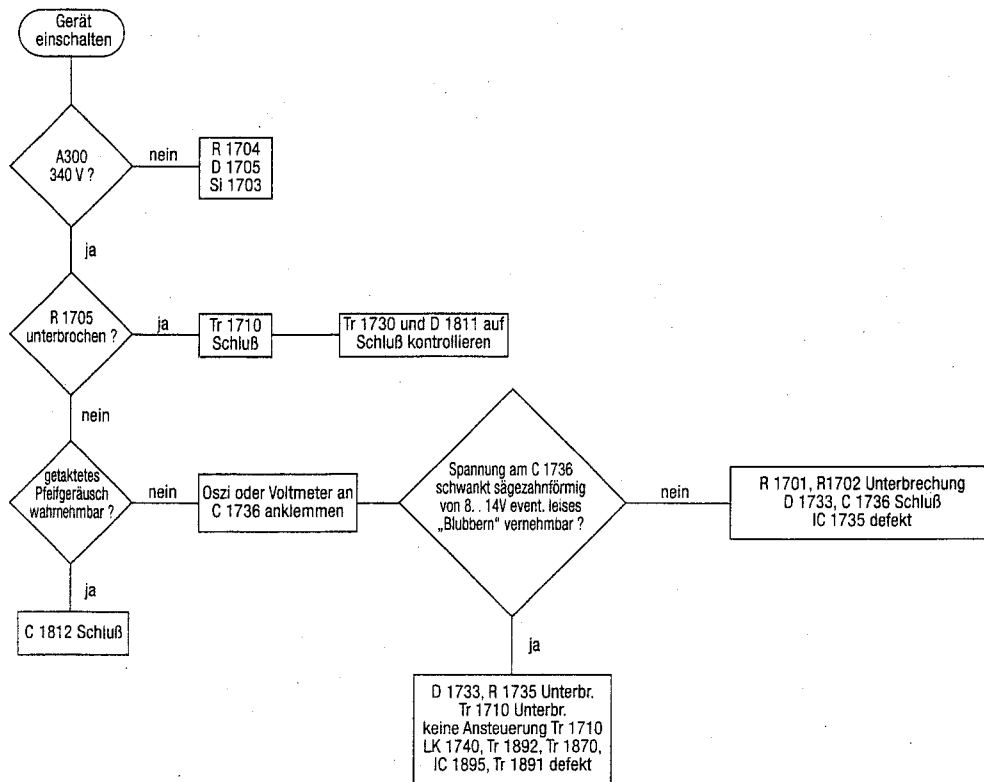 Gerät
einschalten
A300
340 V ?
nein
R 1704
D 1705
Si 1703
ja
R 1705
unterbrochen ?
ja
Tr 1710
Schluß
Tr 1730 und D 1811 auf
Schluß kontrollieren
nein
getaktetes
Pfeifgeräusch
wahrnehmbar ?
nein
Oszi oder Voltmeter an
C 1736 anklemmen
Spannung am C 1736
schwankt sägezahnförmig
von 8. . 14V event. leises
„Blubbern“ vernehmbar ?
nein
R 1701, R1702 Unterbrechung
D 1733, C 1736 Schluß
IC 1735 defekt
ja
C 1812 Schluß
ja
D 1733, R 1735 Unterbr.
Tr 1710 Unterbr.
keine Ansteuerung Tr 1710
LK 1740, Tr 1892, Tr 1870,
IC 1895, Tr 1891 defekt